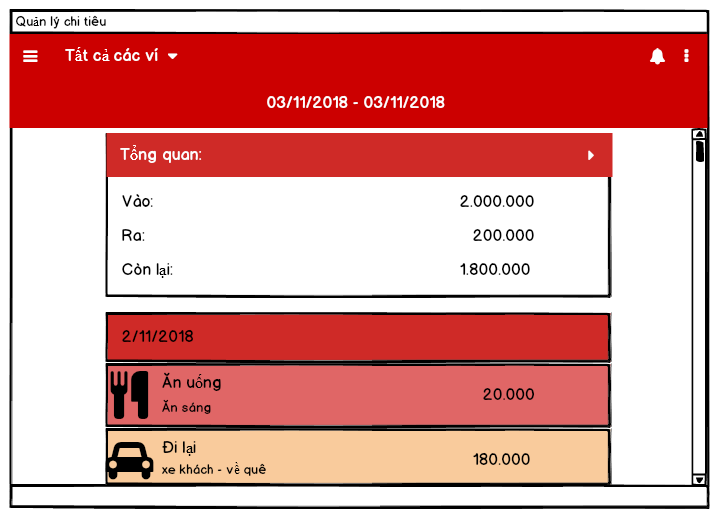 Quản lý chi tiêu
Tất cả các ví
03/11/2018 - 03/11/2018
Tổng quan:
Vào: 2.000.000
Ra: 200.000
Còn lại: 1.800.000
2/11/2018
Ăn uống
Ăn sáng
20.000
Đi lại
xe khách - về quê
180.000